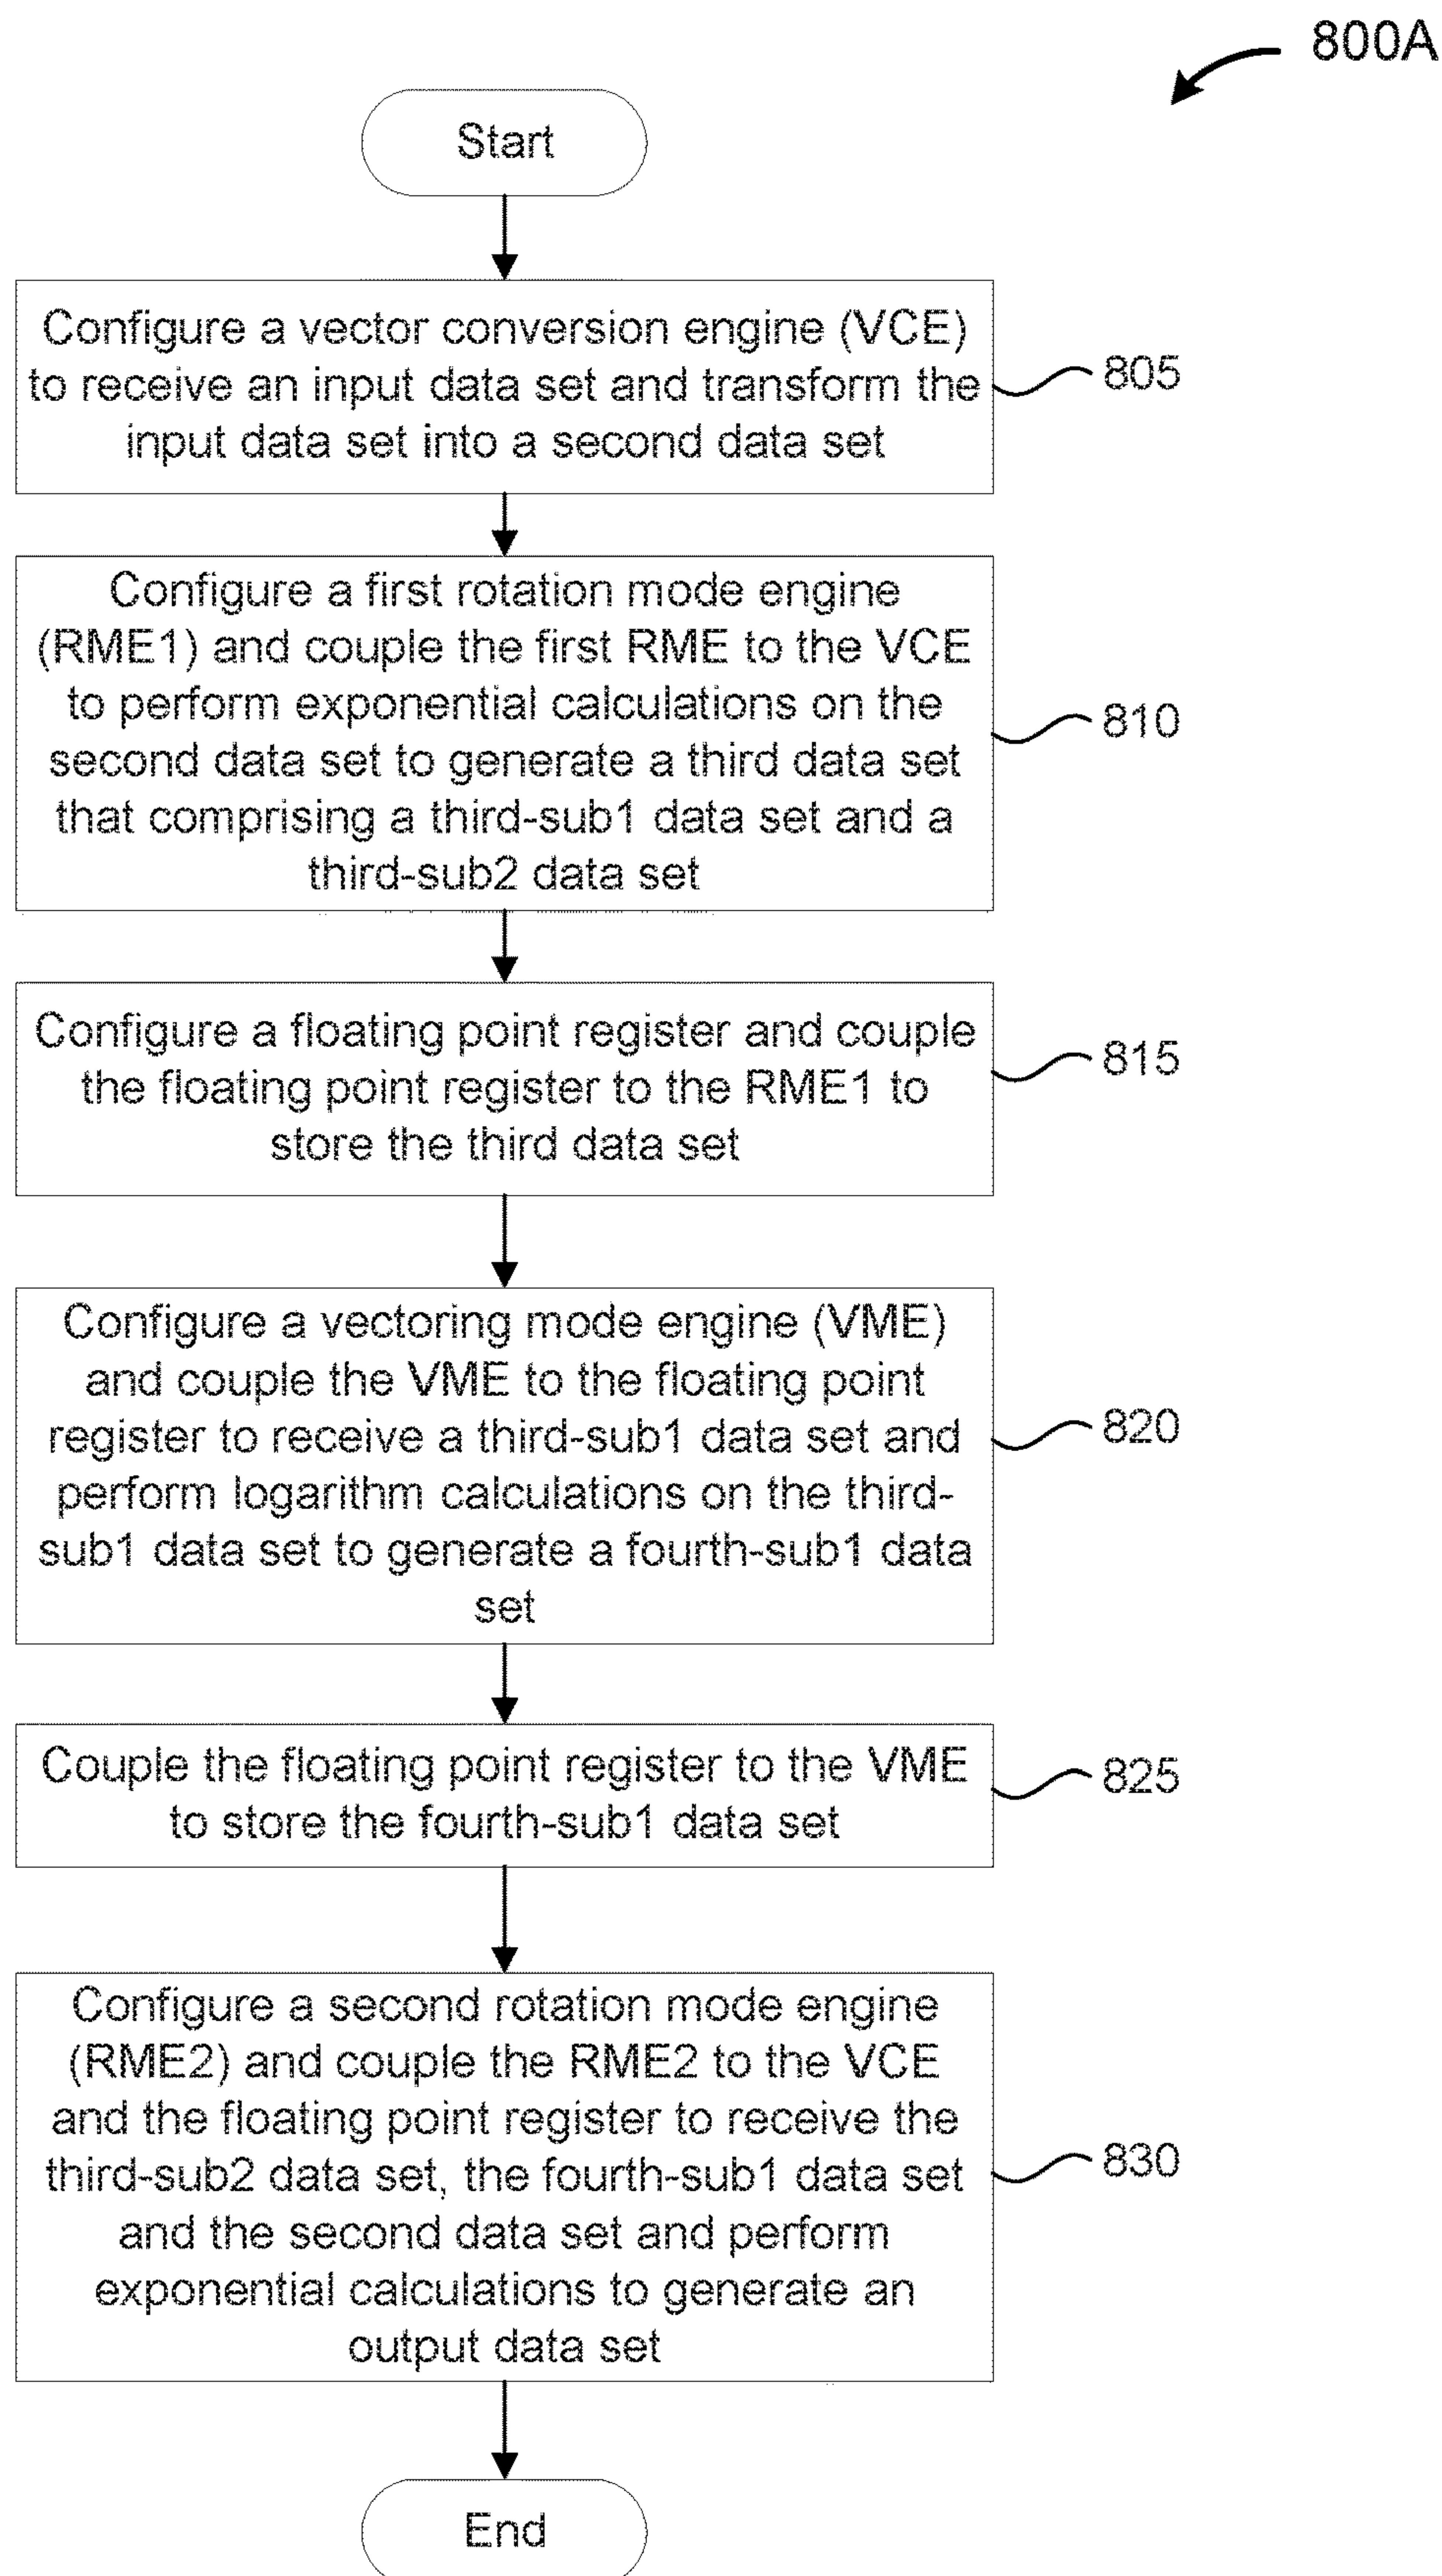 800A
Start
Configure a vector conversion engine (VCE)
to receive an input data set and transform the
input data set into a second data set
805
Configure a first rotation mode engine
(RME1) and couple the first RME to the VCE
to perform exponential calculations on the
second data set to generate a third data set
that comprising a third-sub1 data set and a
third-sub2 data set
810
Configure a floating point register and couple
the floating point register to the RME1 to
store the third data set
815
Configure a vectoring mode engine (VME)
and couple the VME to the floating point
register to receive a third-sub1 data set and
perform logarithm calculations on the third-
sub1 data set to generate a fourth-sub1 data
set
820
Couple the floating point register to the VME
to store the fourth-sub1 data set
825
Configure a second rotation mode engine
(RME2) and couple the RME2 to the VCE
and the floating point register to receive the
third-sub2 data set, the fourth-sub1 data set
and the second data set and perform
exponential calculations to generate an
output data set
830
End